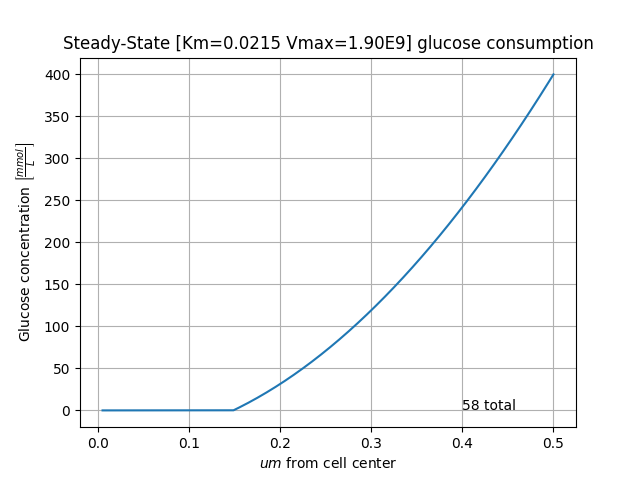 Steady-State [Km=0.0215 Vmax=1.90E9] glucose consumption
400
350
300
250
200
150
100
50
0
Glucose concentration [mmol/L]
58 total
0.0 0.1 0.2 0.3 0.4 0.5
um from cell center